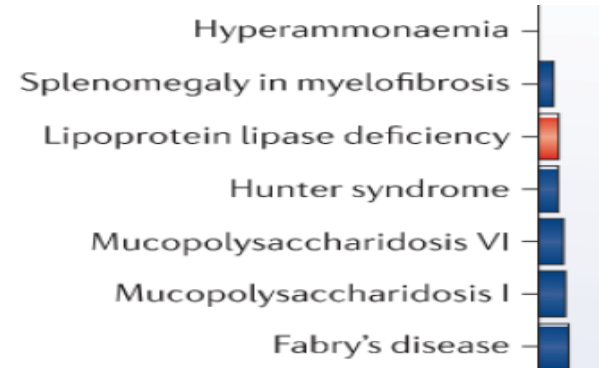 Hyperammonaemia
Splenomegaly in myelofibrosis
Lipoprotein lipase deficiency
Hunter syndrome
Mucopolysaccharidosis VI
Mucopolysaccharidosis I
Fabry’s disease